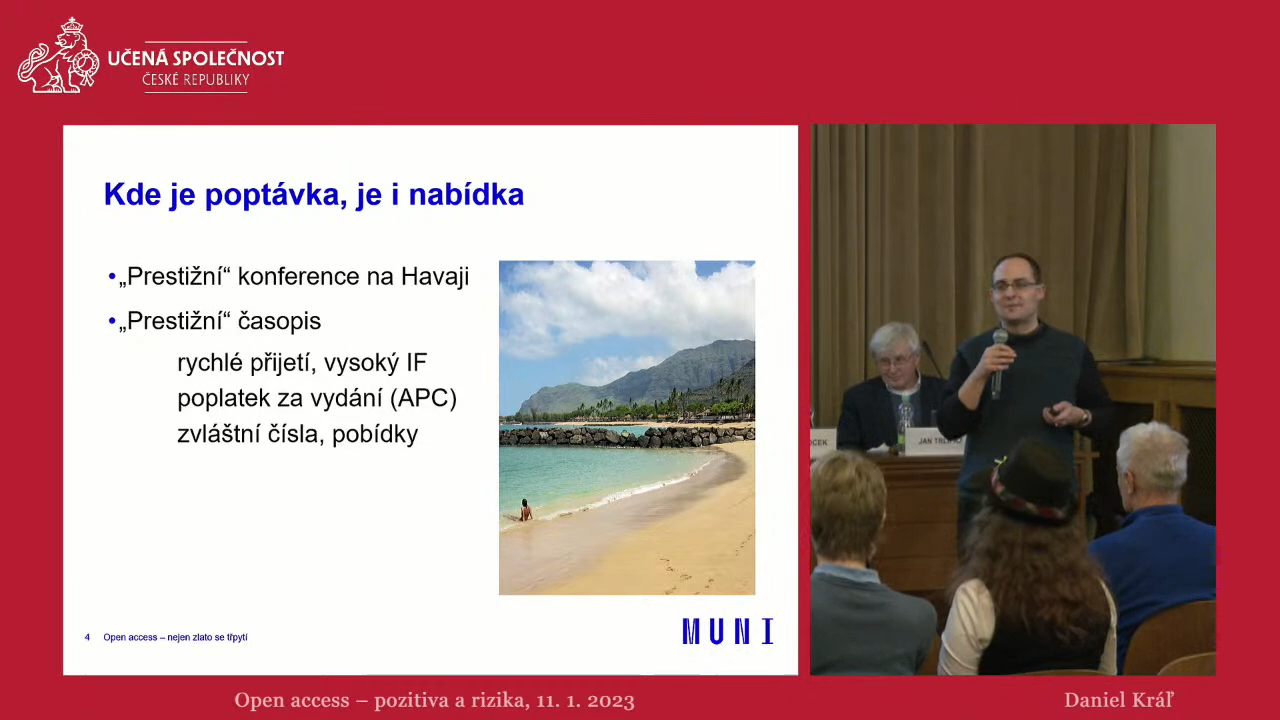 UČENÁ SPOLEČNOST
ČESKÉ REPUBLIKY
Kde je poptávka, je i nabídka
• „Prestižní“ konference na Havaji
• „Prestižní“ časopis
rychlé přijetí, vysoký IF
poplatek za vydání (APC)
zvláštní čísla, pobídky
4 Open access – nejen zlato se třpytí
MUNI
JAN TRLIFAJ
Open access – pozitiva a rizika, 11. 1. 2023
Daniel Kráľ